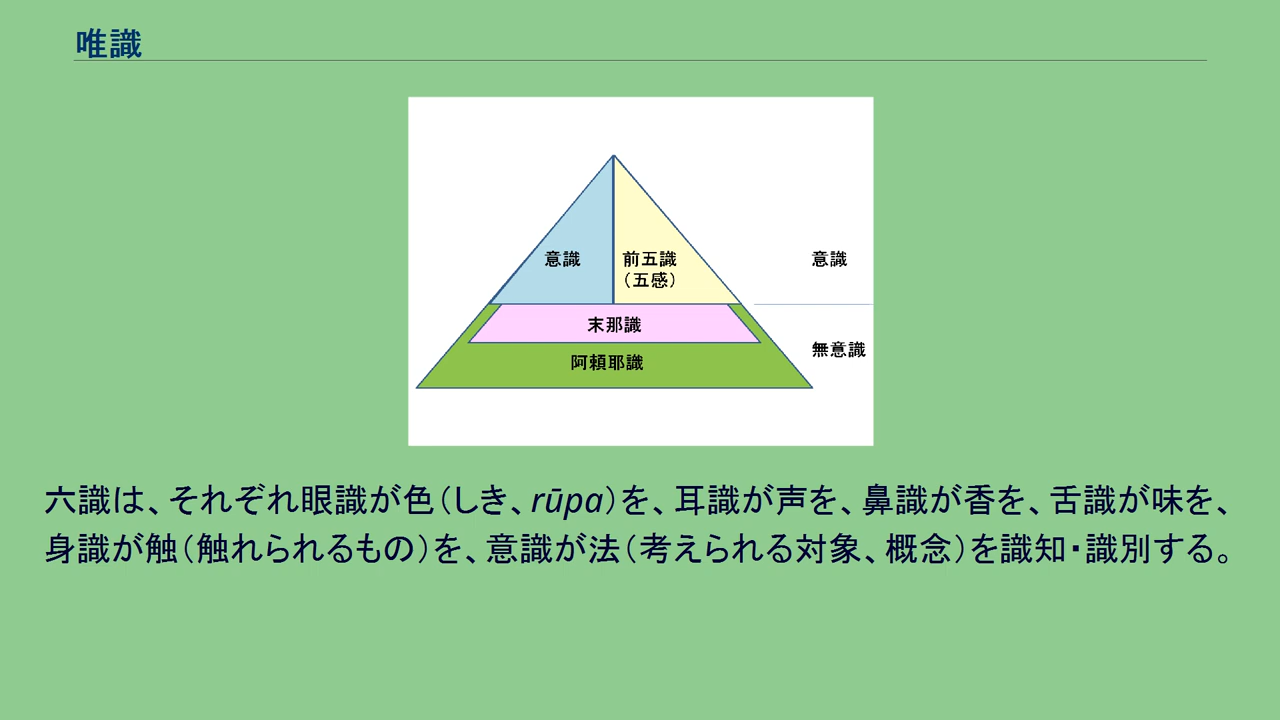 唯識
意識
前五識
（五感）
意識
末那識
無意識
阿頼耶識
六識は、それぞれ眼識が色（しき、rūpa）を、耳識が声を、鼻識が香を、舌識が味を、
身識が触（触れられるもの）を、意識が法（考えられる対象、概念）を識知・識別する。